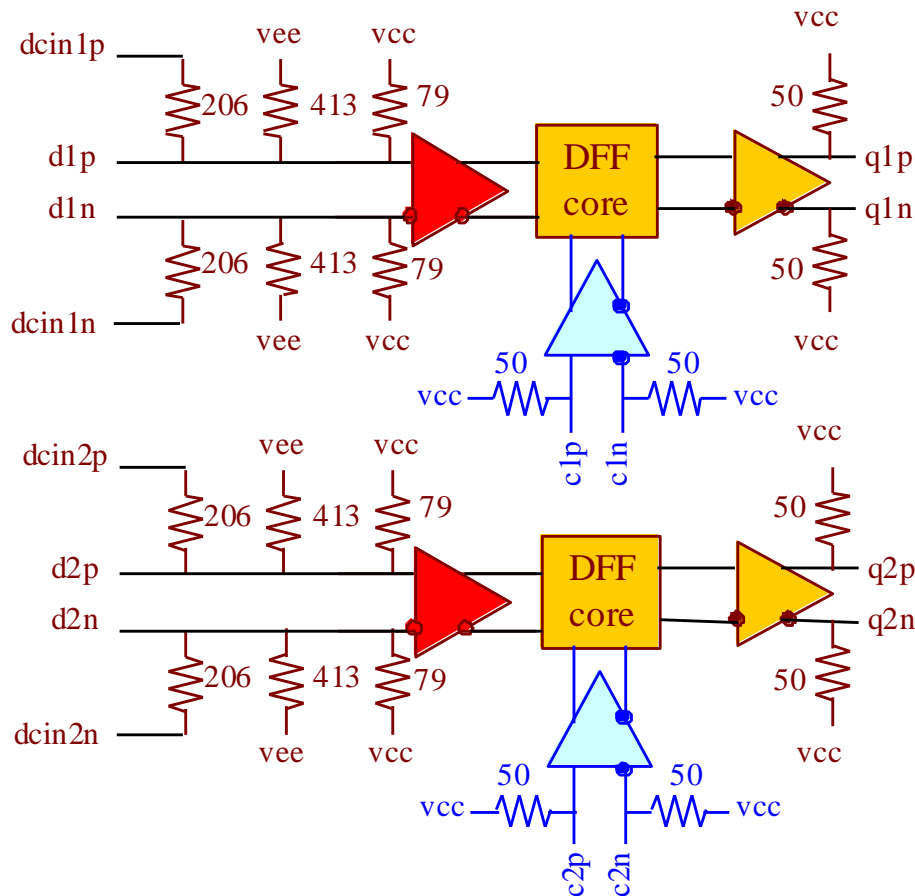 dcin1p
vee
vcc
vcc
206
413
79
50
d1p
d1n
DFF
core
q1p
q1n
206
413
79
50
dcin1n
vee
vcc
vcc
50
50
vcc
vcc
c1p
c1n
dcin2p
vee
vcc
vcc
206
413
79
50
d2p
d2n
DFF
core
q2p
q2n
206
413
79
50
dcin2n
vee
vcc
vcc
50
50
vcc
vcc
c2p
c2n